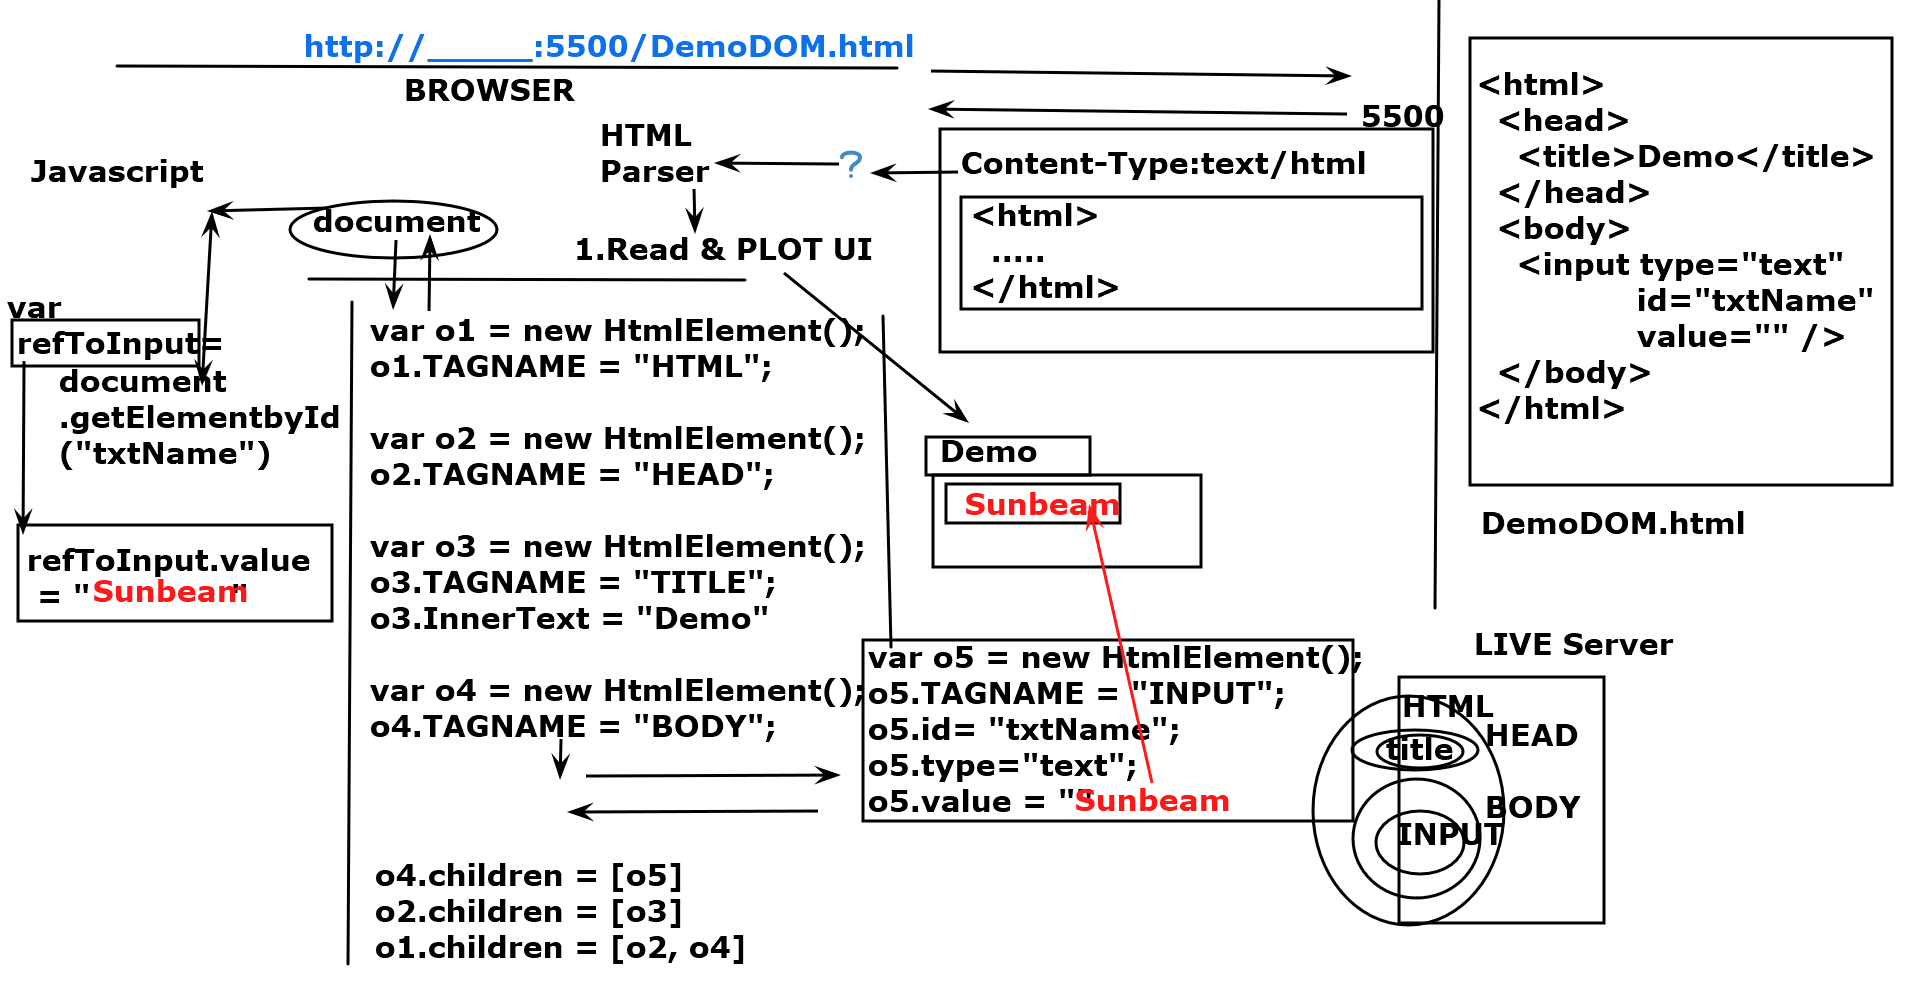 http://______:5500/DemoDOM.html
BROWSER
HTML
Parser
?
Javascript
document
1.Read & PLOT UI
5500
Content-Type:text/html
<html>
.....
</html>
<html>
<head>
<title>Demo</title>
</head>
<body>
<input type="text"
id="txtName"
value="" />
</body>
</html>
DemoDOM.html
var
refToInput=
document
.getElementbyId
("txtName")
refToInput.value
= "Sunbeam"
var o1 = new HtmlElement();
o1.TAGNAME = "HTML";
var o2 = new HtmlElement();
o2.TAGNAME = "HEAD";
var o3 = new HtmlElement();
o3.TAGNAME = "TITLE";
o3.InnerText = "Demo"
var o4 = new HtmlElement();
o4.TAGNAME = "BODY";
o4.children = [o5]
o2.children = [o3]
o1.children = [o2, o4]
Demo
Sunbeam
var o5 = new HtmlElement();
o5.TAGNAME = "INPUT";
o5.id= "txtName";
o5.type="text";
o5.value = "" Sunbeam
LIVE Server
HTML
HEAD
title
BODY
INPUT